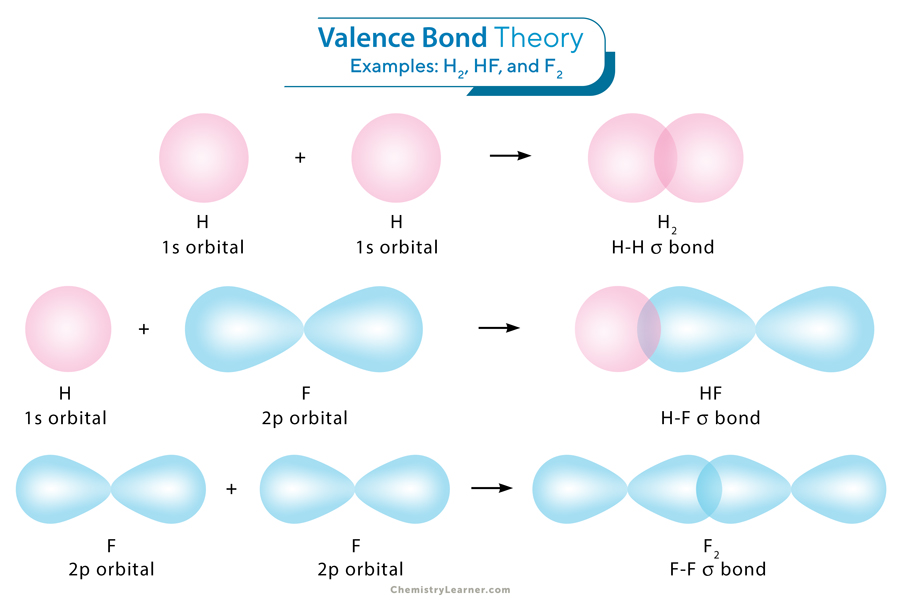 Valence Bond Theory
Examples: H₂, HF, and F₂
+
H
1s orbital
H
1s orbital
H₂
H-H σ bond
+
H
1s orbital
F
2p orbital
HF
H-F σ bond
+
F
2p orbital
F
2p orbital
F₂
F-F σ bond
ChemistryLearner.com